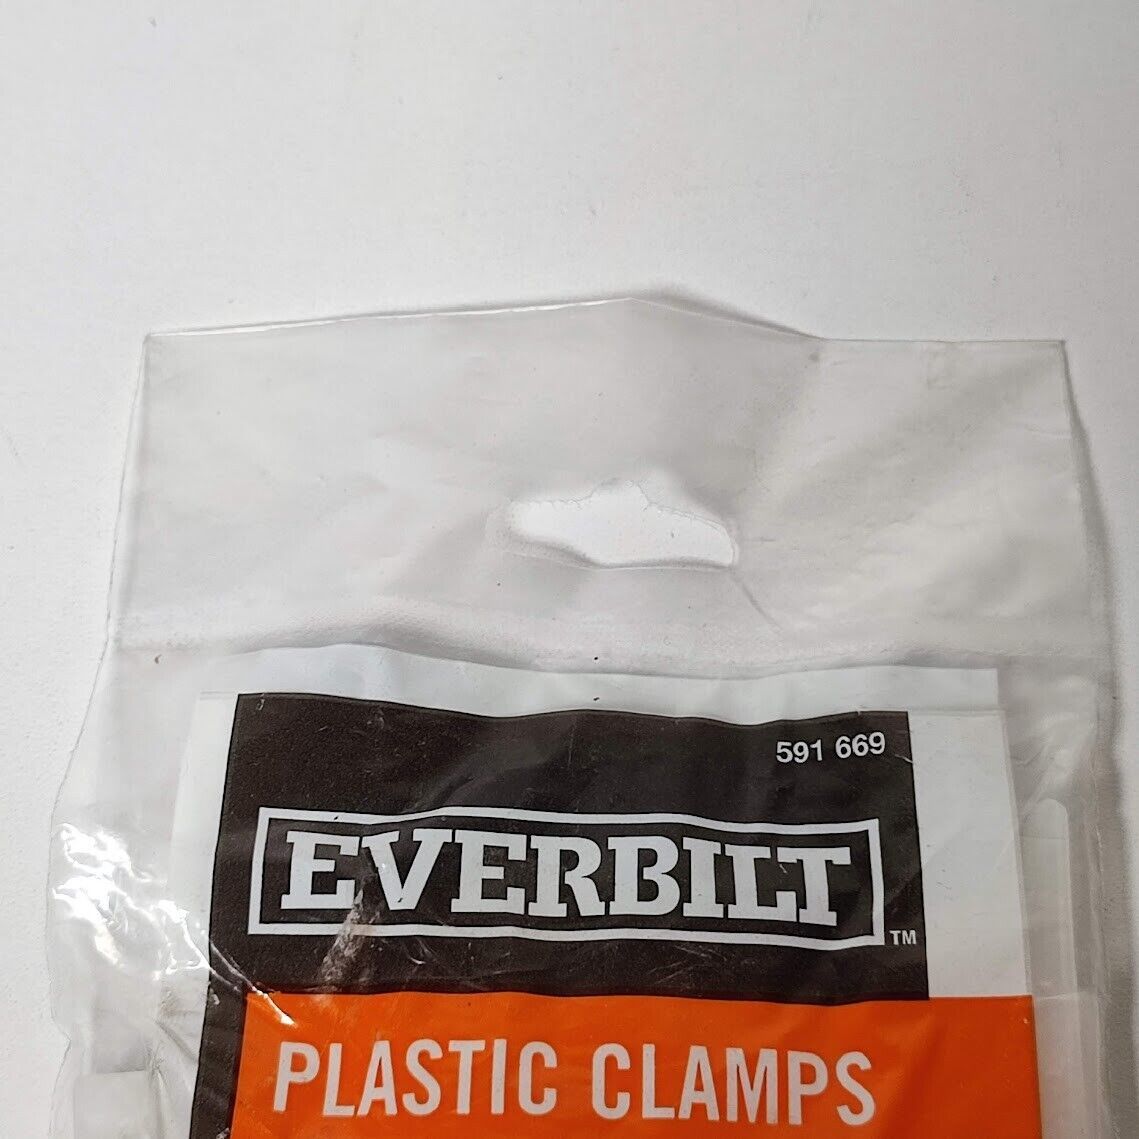 591 669
EVERBILT
™
PLASTIC CLAMPS